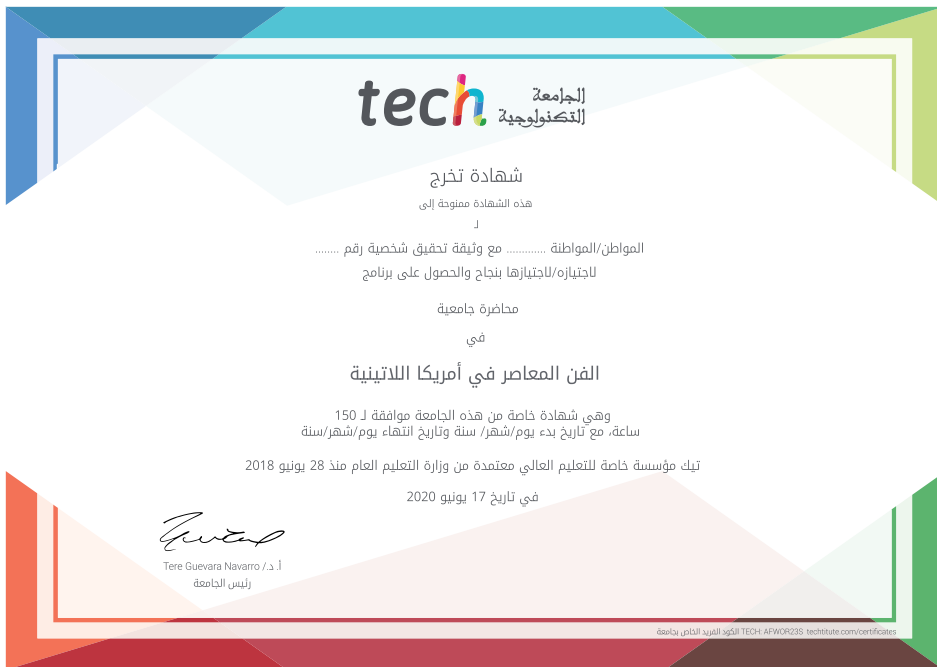 tech الجامعة
التكنولوجية
شهادة تخرج
هذه الشهادة ممنوحة إلى
لـ
المواطن/المواطنة ............. مع وثيقة تحقيق شخصية رقم ........
لاجتيازه/لاجتيازها بنجاح والحصول على برنامج
محاضرة جامعية
في
الفن المعاصر في أمريكا اللاتينية
وهي شهادة خاصة من هذه الجامعة موافقة لـ 150
ساعة، مع تاريخ بدء يوم/شهر/ سنة وتاريخ انتهاء يوم/شهر/سنة
تيك مؤسسة خاصة للتعليم العالي معتمدة من وزارة التعليم العام منذ 28 يونيو 2018
في تاريخ 17 يونيو 2020
أ. د./ Tere Guevara Navarro
رئيس الجامعة
الكود الفريد الخاص بجامعة TECH: AFWOR23S techtitute.com/certificates